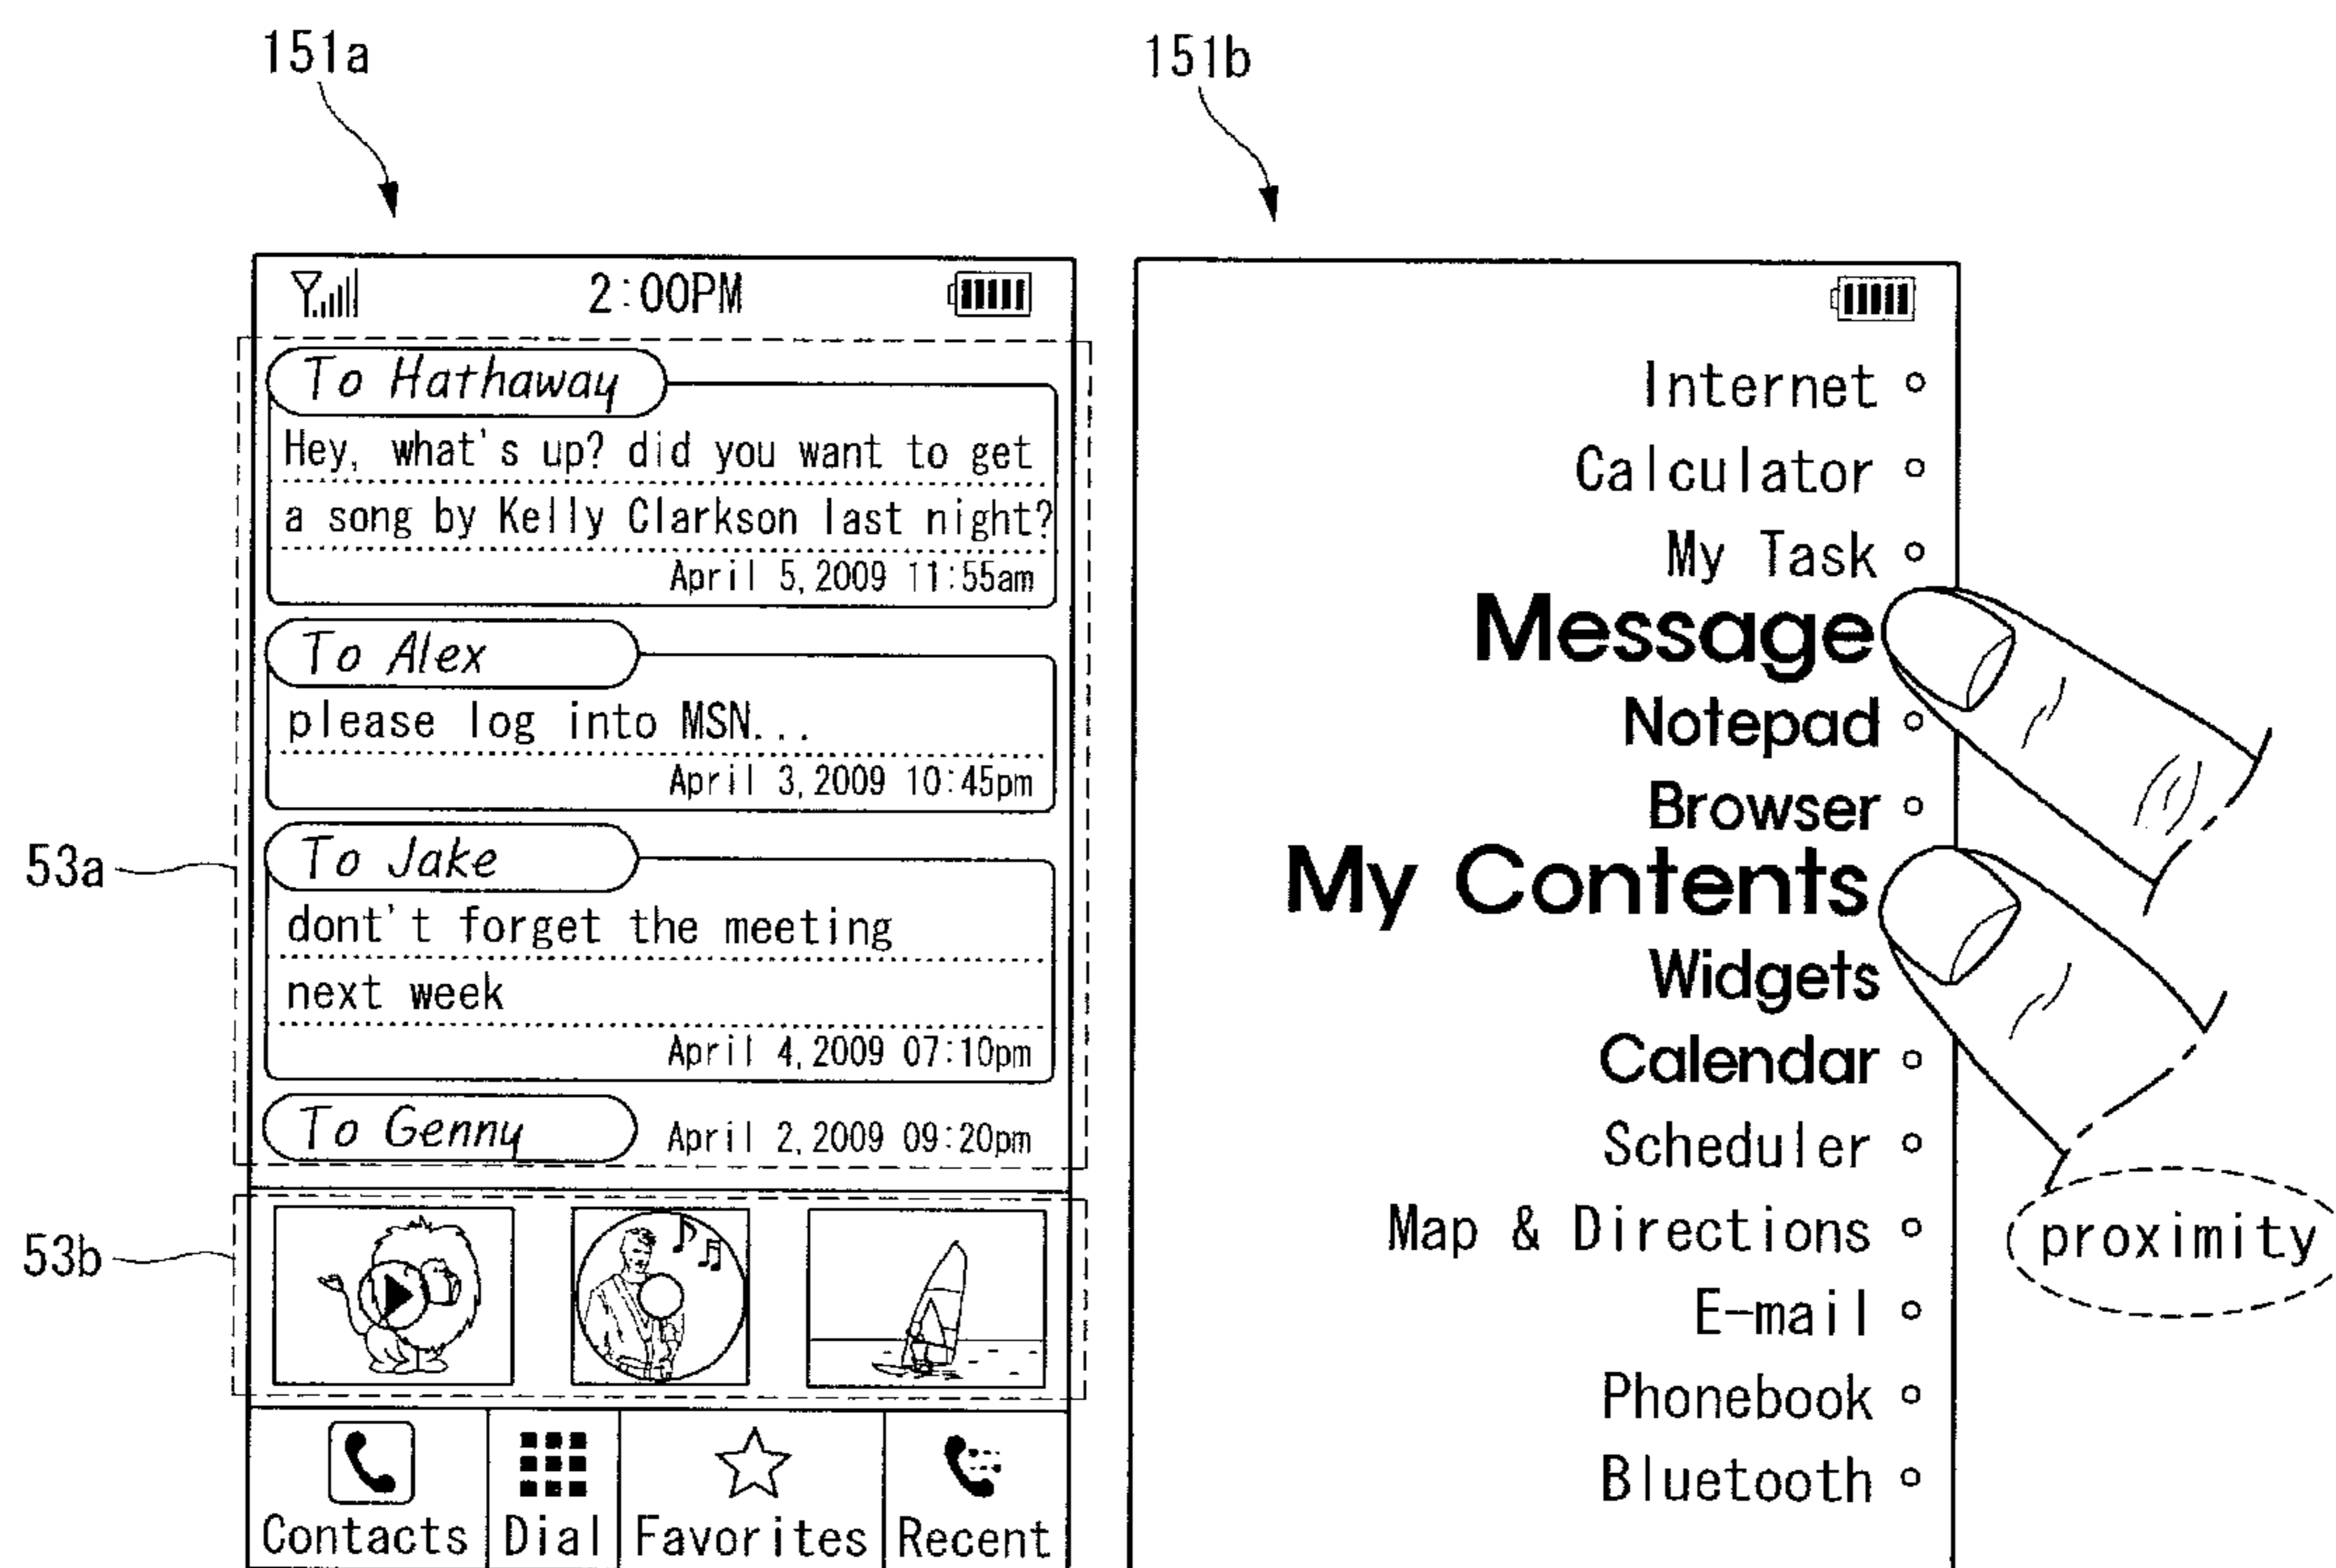 151a
151b
2:00PM
To Hathaway
Hey, what's up? did you want to get
a song by Kelly Clarkson last night?
April 5,2009 11:55am
To Alex
please log into MSN...
April 3,2009 10:45pm
53a
To Jake
dont't forget the meeting
next week
April 4,2009 07:10pm
To Genny
April 2,2009 09:20pm
53b
Contacts
Dial
Favorites
Recent
Internet
Calculator
My Task
Message
Notepad
Browser
My Contents
Widgets
Calendar
Scheduler
Map & Directions
E-mail
Phonebook
Bluetooth
proximity